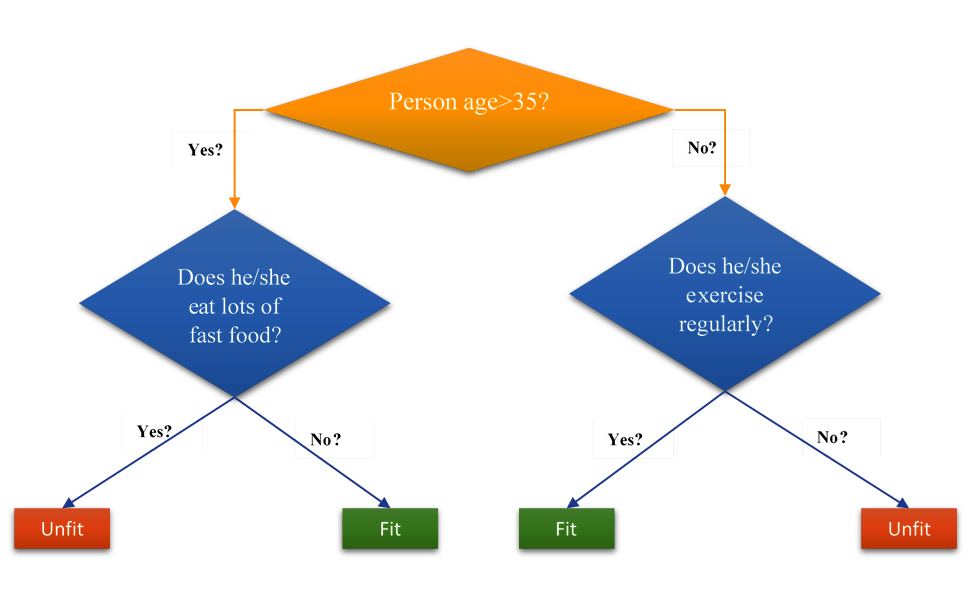 Person age>35?
Yes?
No?
Does he/she
eat lots of
fast food?
Does he/she
exercise
regularly?
Yes?
No?
Yes?
No?
Unfit
Fit
Fit
Unfit